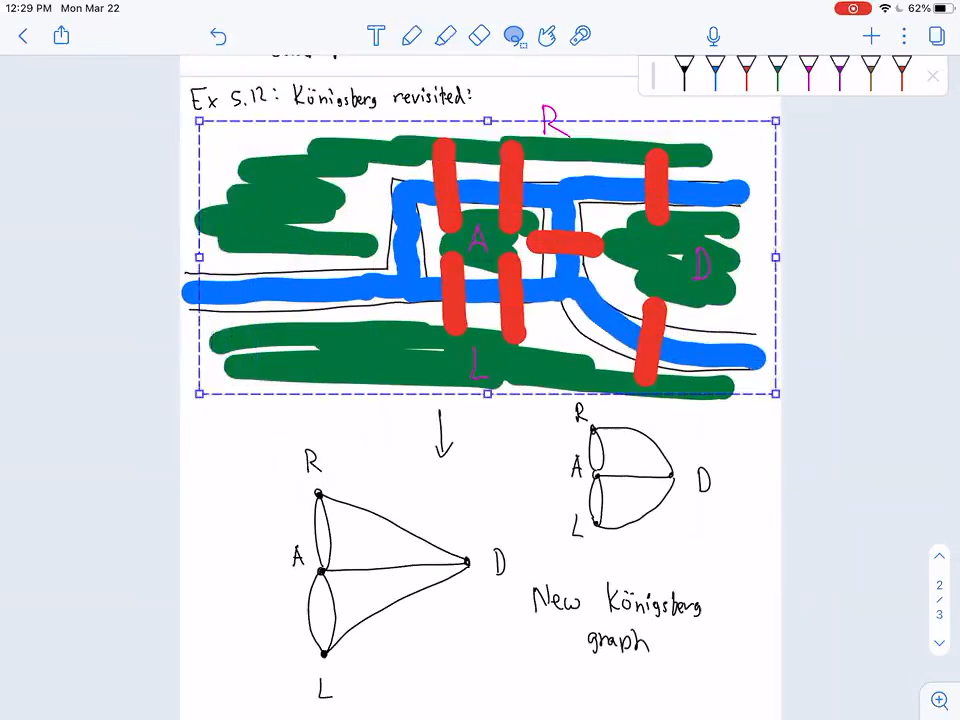 12:29 PM Mon Mar 22
62%
Ex 5.12: Königsberg revisited:
R
A
D
L
R
A
D
L
R
A
D
L
New Königsberg
graph
2
/
3